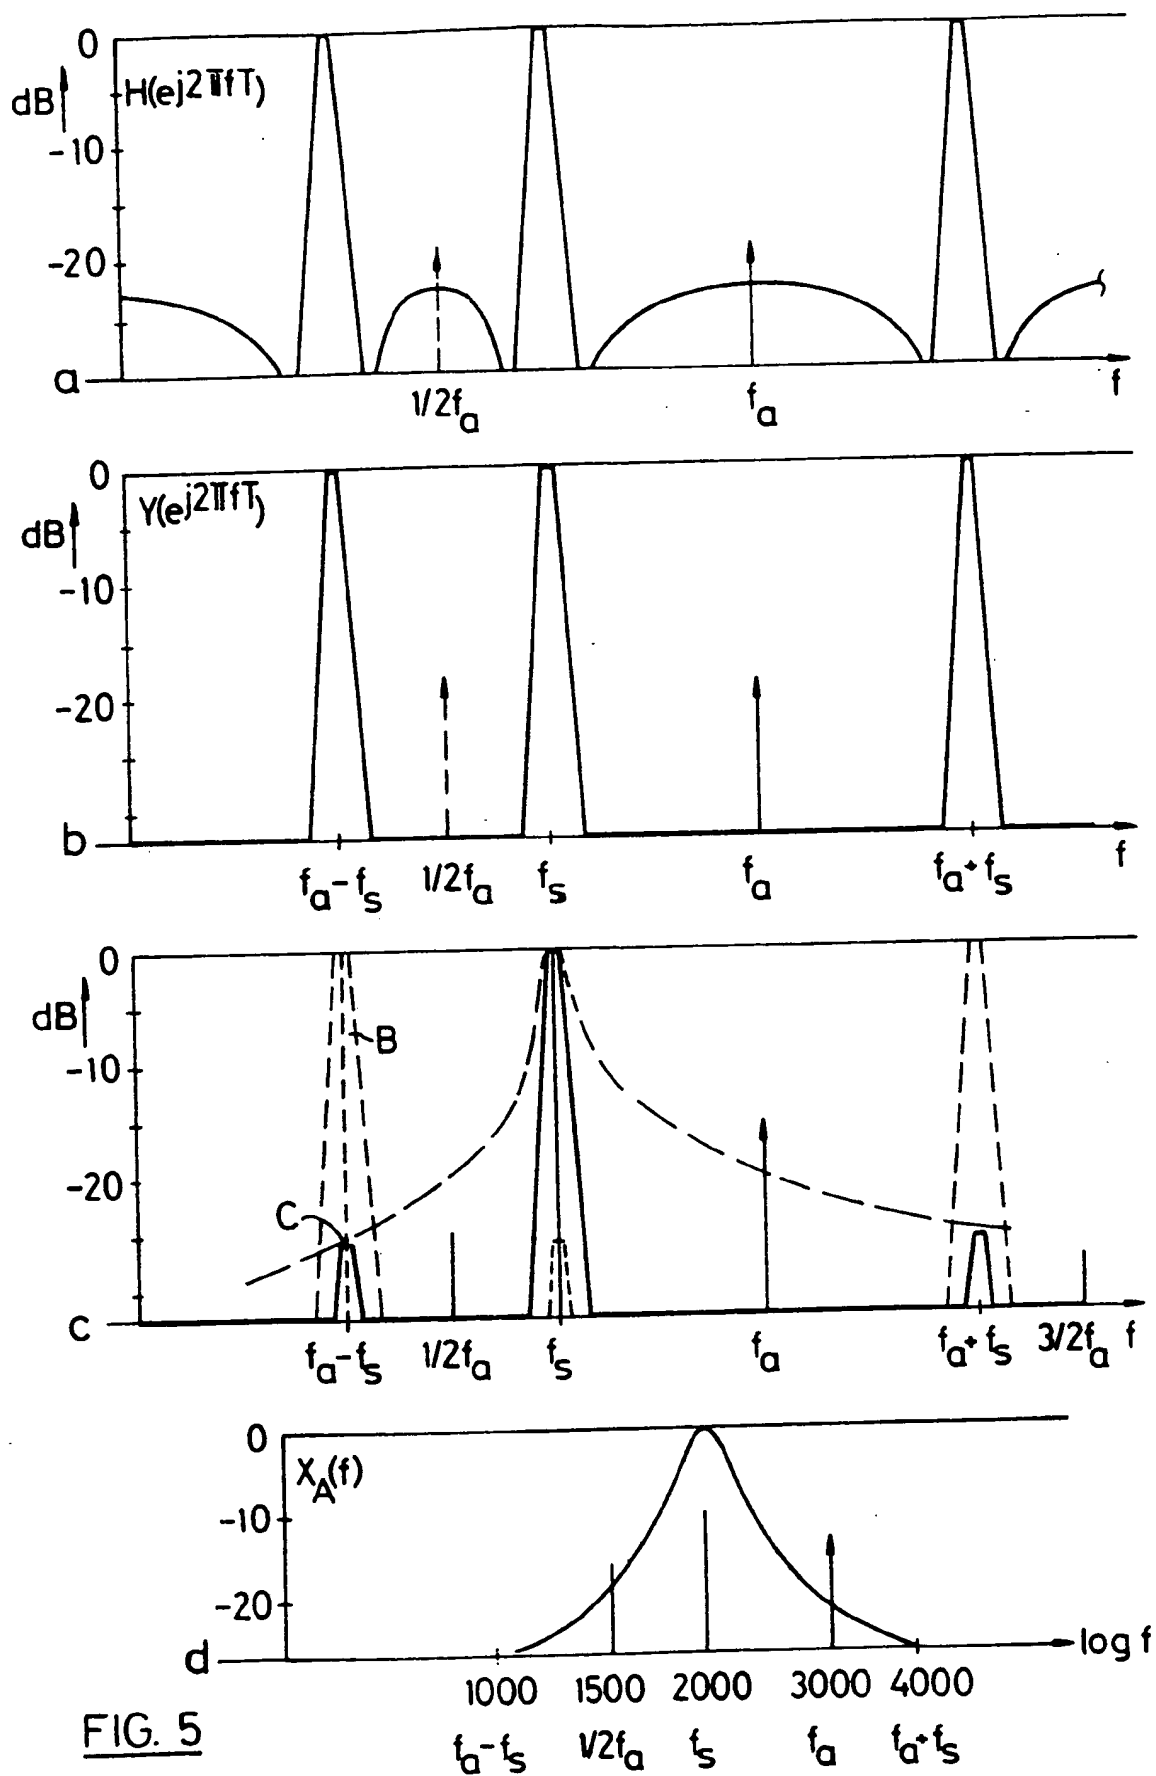 0
dB
H(ej2πfT)
-10
-20
a
1/2fa
fa
f
0
dB
Y(ej2πfT)
-10
-20
b
fa-fs
1/2fa
fs
fa
fa+fs
f
0
dB
B
-10
-20
C
c
fa-fs
1/2fa
fs
fa
fa+fs
3/2fa
f
0
XA(f)
-10
-20
d
log f
1000 1500 2000 3000 4000
fa-fs 1/2fa fs fa fa+fs
FIG. 5